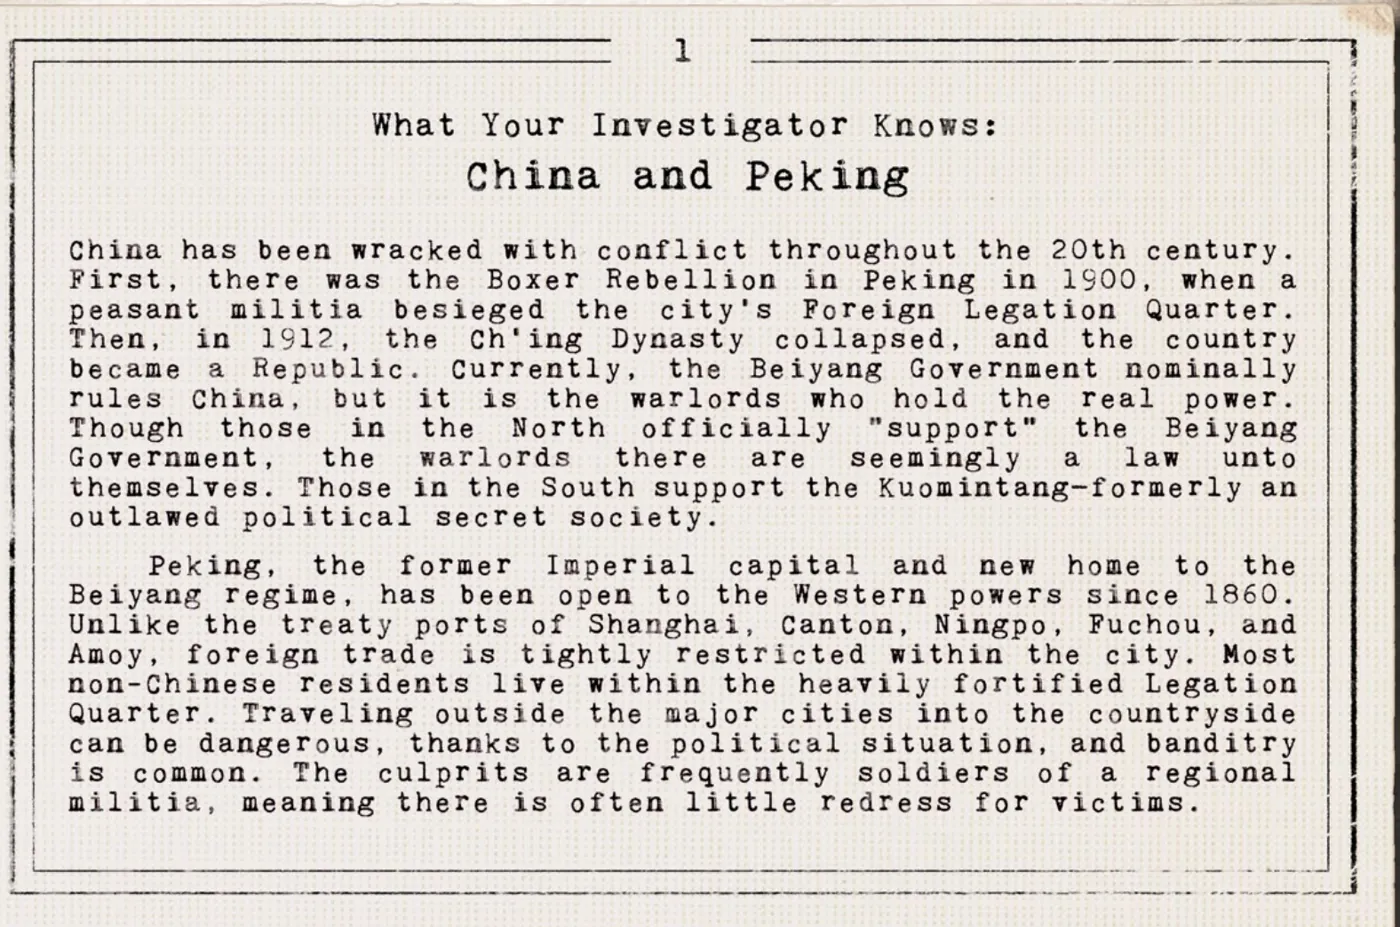 1
What Your Investigator Knows:
China and Peking
China has been wracked with conflict throughout the 20th century.
First, there was the Boxer Rebellion in Peking in 1900, when a
peasant militia besieged the city's Foreign Legation Quarter.
Then, in 1912, the Ch'ing Dynasty collapsed, and the country
became a Republic. Currently, the Beiyang Government nominally
rules China, but it is the warlords who hold the real power.
Though those in the North officially "support" the Beiyang
Government, the warlords there are seemingly a law unto
themselves. Those in the South support the Kuomintang—formerly an
outlawed political secret society.
Peking, the former Imperial capital and new home to the
Beiyang regime, has been open to the Western powers since 1860.
Unlike the treaty ports of Shanghai, Canton, Ningpo, Fuchou, and
Amoy, foreign trade is tightly restricted within the city. Most
non-Chinese residents live within the heavily fortified Legation
Quarter. Traveling outside the major cities into the countryside
can be dangerous, thanks to the political situation, and banditry
is common. The culprits are frequently soldiers of a regional
militia, meaning there is often little redress for victims.